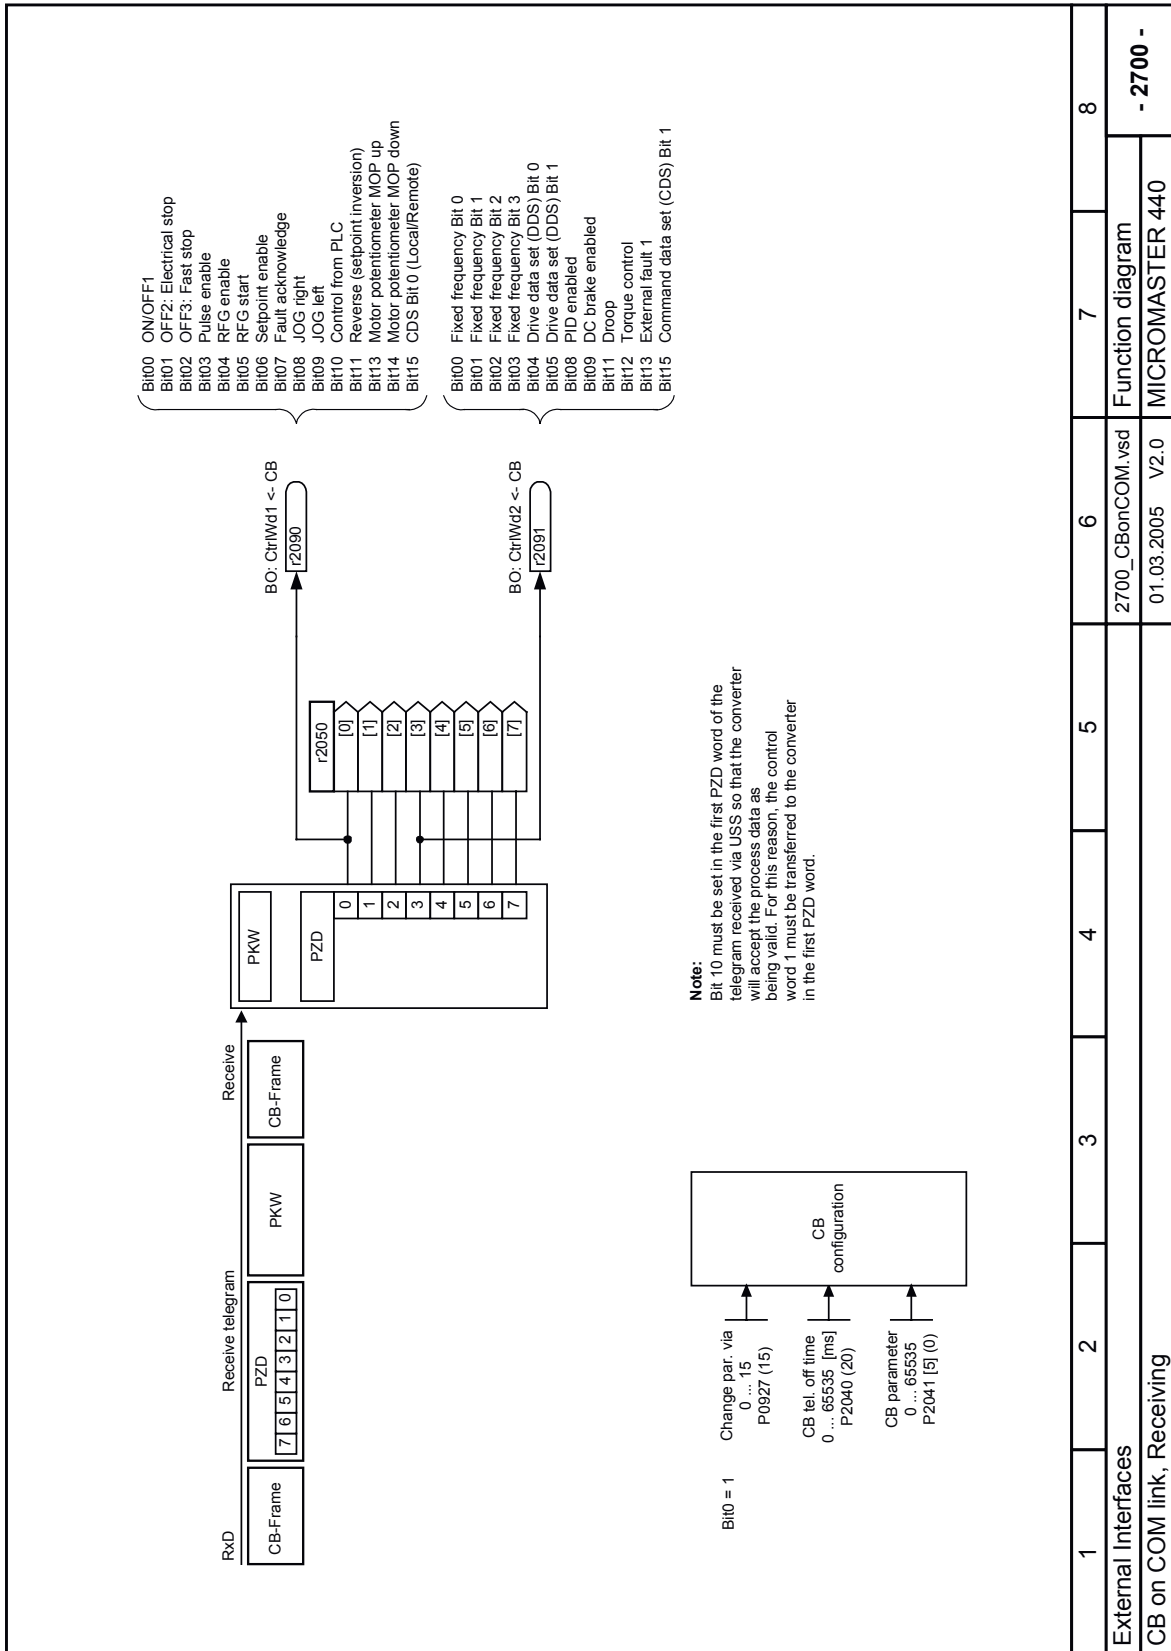 RxD
Receive telegram
Receive
CB-Frame
PZD
7 6 5 4 3 2 1 0
PKW
CB-Frame
PKW
PZD
0
1
2
3
4
5
6
7
r2050
[0]
[1]
[2]
[3]
[4]
[5]
[6]
[7]
BO: CtrlWd1 <- CB
r2090
BO: CtrlWd2 <- CB
r2091
Bit00 ON/OFF1
Bit01 OFF2: Electrical stop
Bit02 OFF3: Fast stop
Bit03 Pulse enable
Bit04 RFG enable
Bit05 RFG start
Bit06 Setpoint enable
Bit07 Fault acknowledge
Bit08 JOG right
Bit09 JOG left
Bit10 Control from PLC
Bit11 Reverse (setpoint inversion)
Bit13 Motor potentiometer MOP up
Bit14 Motor potentiometer MOP down
Bit15 CDS Bit 0 (Local/Remote)
Bit00 Fixed frequency Bit 0
Bit01 Fixed frequency Bit 1
Bit02 Fixed frequency Bit 2
Bit03 Fixed frequency Bit 3
Bit04 Drive data set (DDS) Bit 0
Bit05 Drive data set (DDS) Bit 1
Bit08 PID enabled
Bit09 DC brake enabled
Bit11 Droop
Bit12 Torque control
Bit13 External fault 1
Bit15 Command data set (CDS) Bit 1
Bit0 = 1
Change par. via
0 ... 15
P0927 (15)
CB tel. off time
0 ... 65535 [ms]
P2040 (20)
CB parameter
0 ... 65535
P2041 [5] (0)
CB
configuration
Note:
Bit 10 must be set in the first PZD word of the
telegram received via USS so that the converter
will accept the process data as
being valid. For this reason, the control
word 1 must be transferred to the converter
in the first PZD word.
1 2 3 4 5 6 7 8
External Interfaces
2700_CBonCOM.vsd
Function diagram
- 2700 -
CB on COM link, Receiving
01.03.2005 V2.0
MICROMASTER 440